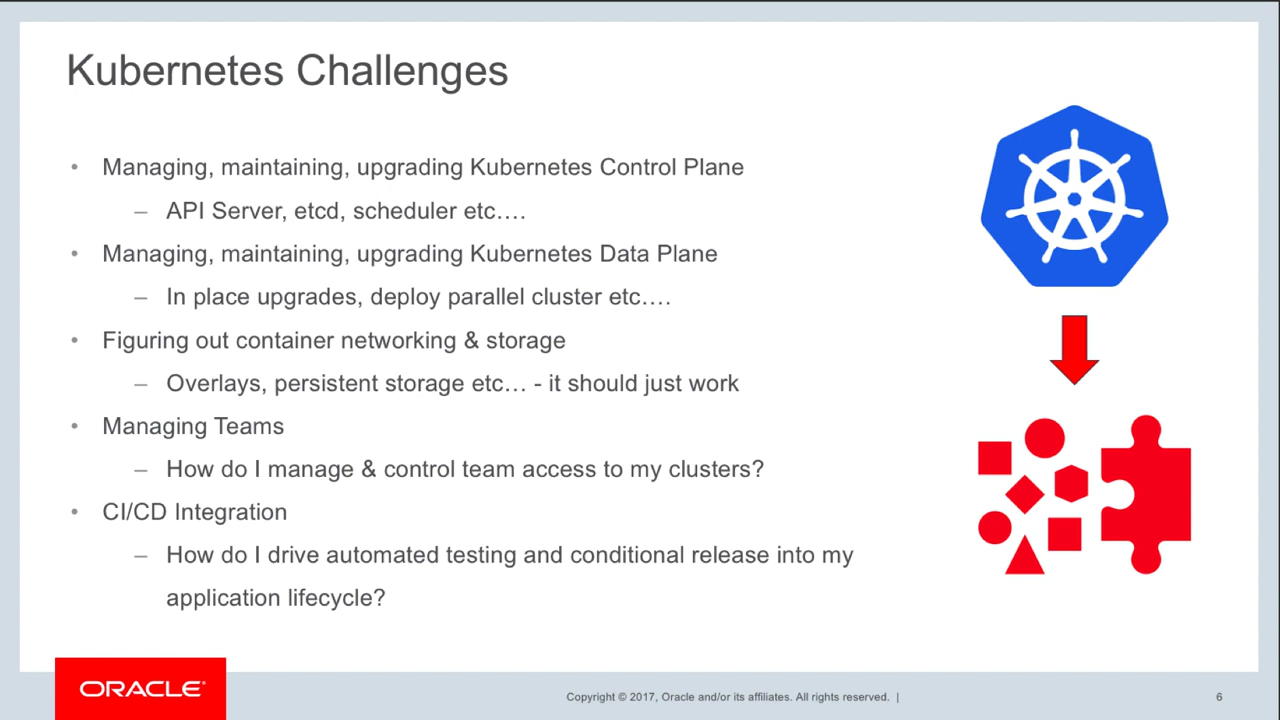 Kubernetes Challenges
• Managing, maintaining, upgrading Kubernetes Control Plane
– API Server, etcd, scheduler etc….
• Managing, maintaining, upgrading Kubernetes Data Plane
– In place upgrades, deploy parallel cluster etc….
• Figuring out container networking & storage
– Overlays, persistent storage etc… - it should just work
• Managing Teams
– How do I manage & control team access to my clusters?
• CI/CD Integration
– How do I drive automated testing and conditional release into my
application lifecycle?
ORACLE®
Copyright © 2017, Oracle and/or its affiliates. All rights reserved. |
6